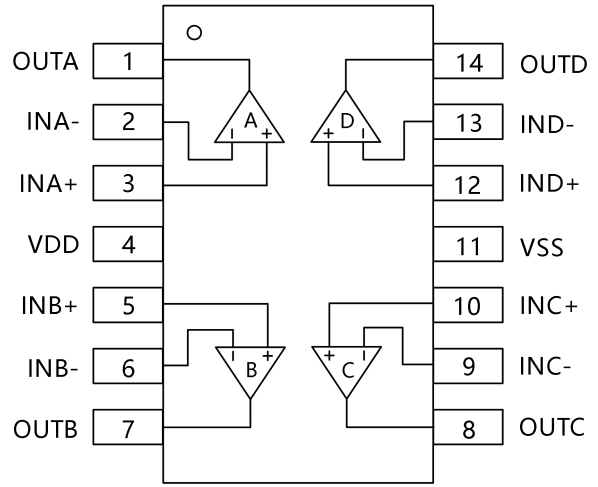 OUTA 1 14 OUTD
INA- 2 A D 13 IND-
- + + -
INA+ 3 12 IND+
VDD 4 11 VSS
INB+ 5 10 INC+
- + + -
INB- 6 B C 9 INC-
OUTB 7 8 OUTC